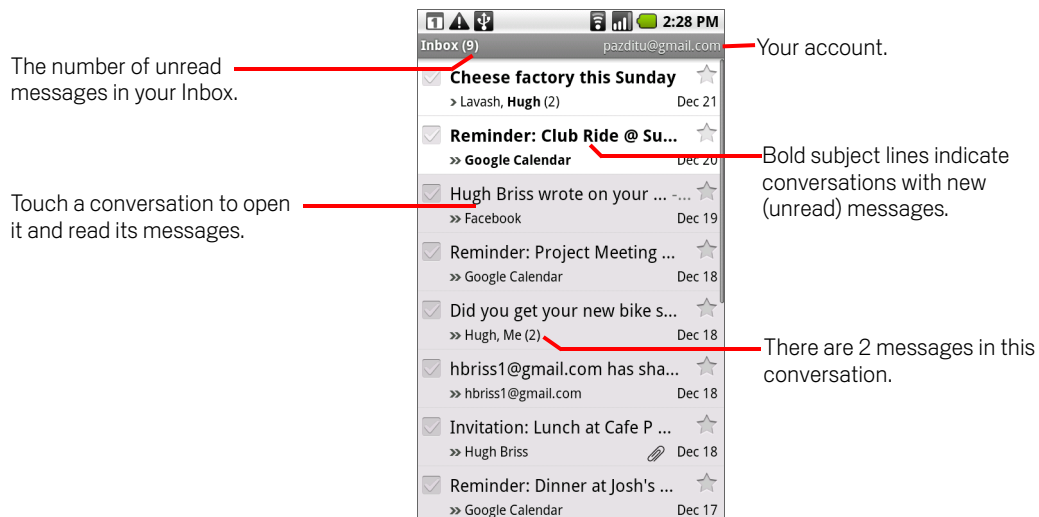 1 2:28 PM
Inbox (9) pazditu@gmail.com
Your account.
The number of unread
messages in your Inbox.
Cheese factory this Sunday
› Lavash, Hugh (2) Dec 21
Reminder: Club Ride @ Su...
» Google Calendar Dec 20
Bold subject lines indicate
conversations with new
(unread) messages.
Touch a conversation to open
it and read its messages.
Hugh Briss wrote on your ... -...
» Facebook Dec 19
Reminder: Project Meeting ...
» Google Calendar Dec 18
Did you get your new bike s...
» Hugh, Me (2) Dec 18
There are 2 messages in this
conversation.
hbriss1@gmail.com has sha...
» hbriss1@gmail.com Dec 18
Invitation: Lunch at Cafe P ...
» Hugh Briss Dec 18
Reminder: Dinner at Josh's ...
» Google Calendar Dec 17